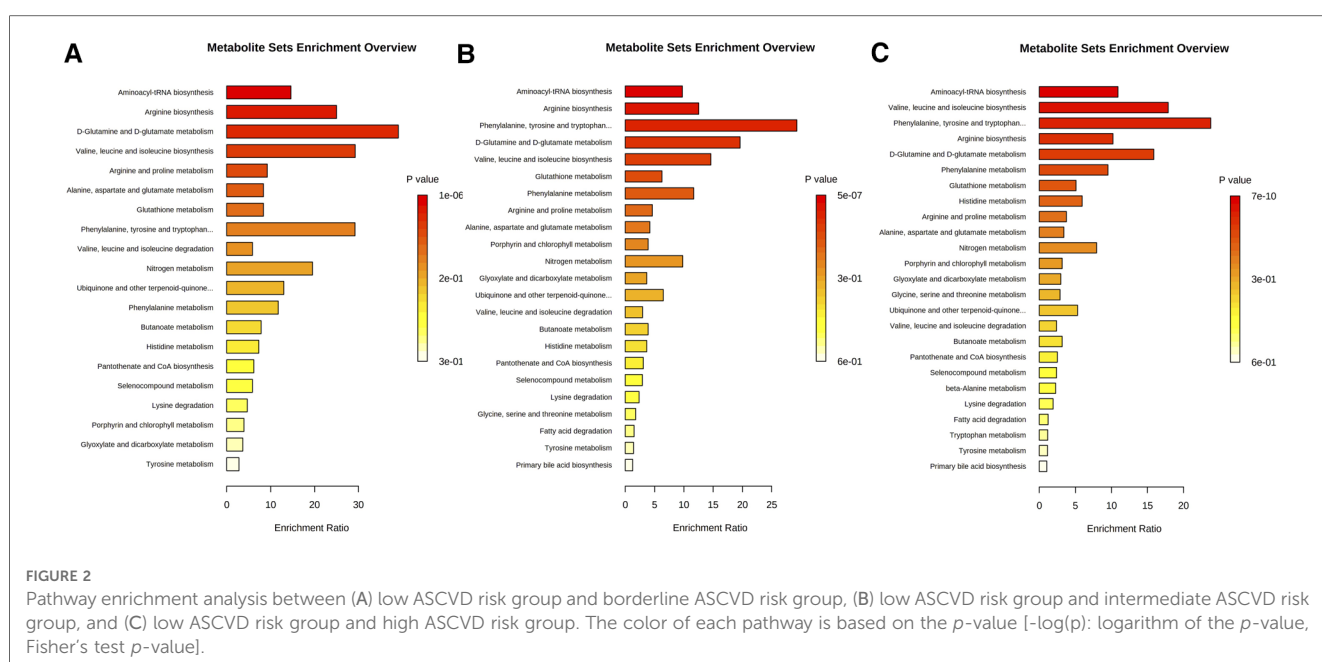 A
Metabolite Sets Enrichment Overview
Aminoacyl-tRNA biosynthesis
Arginine biosynthesis
D-Glutamine and D-glutamate metabolism
Valine, leucine and isoleucine biosynthesis
Arginine and proline metabolism
Alanine, aspartate and glutamate metabolism
Glutathione metabolism
Phenylalanine, tyrosine and tryptophan...
Valine, leucine and isoleucine degradation
Nitrogen metabolism
Ubiquinone and other terpenoid-quinone...
Phenylalanine metabolism
Butanoate metabolism
Histidine metabolism
Pantothenate and CoA biosynthesis
Selenocompound metabolism
Lysine degradation
Porphyrin and chlorophyll metabolism
Glyoxylate and dicarboxylate metabolism
Tyrosine metabolism
0 10 20 30
Enrichment Ratio
P value
1e-06
2e-01
3e-01
B
Metabolite Sets Enrichment Overview
Aminoacyl-tRNA biosynthesis
Arginine biosynthesis
Phenylalanine, tyrosine and tryptophan...
D-Glutamine and D-glutamate metabolism
Valine, leucine and isoleucine biosynthesis
Glutathione metabolism
Phenylalanine metabolism
Arginine and proline metabolism
Alanine, aspartate and glutamate metabolism
Porphyrin and chlorophyll metabolism
Nitrogen metabolism
Glyoxylate and dicarboxylate metabolism
Ubiquinone and other terpenoid-quinone...
Valine, leucine and isoleucine degradation
Butanoate metabolism
Histidine metabolism
Pantothenate and CoA biosynthesis
Selenocompound metabolism
Lysine degradation
Glycine, serine and threonine metabolism
Fatty acid degradation
Tyrosine metabolism
Primary bile acid biosynthesis
0 5 10 15 20 25
Enrichment Ratio
P value
5e-07
3e-01
6e-01
C
Metabolite Sets Enrichment Overview
Aminoacyl-tRNA biosynthesis
Valine, leucine and isoleucine biosynthesis
Phenylalanine, tyrosine and tryptophan...
Arginine biosynthesis
D-Glutamine and D-glutamate metabolism
Phenylalanine metabolism
Glutathione metabolism
Histidine metabolism
Arginine and proline metabolism
Alanine, aspartate and glutamate metabolism
Nitrogen metabolism
Porphyrin and chlorophyll metabolism
Glyoxylate and dicarboxylate metabolism
Glycine, serine and threonine metabolism
Ubiquinone and other terpenoid-quinone...
Valine, leucine and isoleucine degradation
Butanoate metabolism
Pantothenate and CoA biosynthesis
Selenocompound metabolism
beta-Alanine metabolism
Lysine degradation
Fatty acid degradation
Tryptophan metabolism
Tyrosine metabolism
Primary bile acid biosynthesis
0 5 10 15 20
Enrichment Ratio
P value
7e-10
3e-01
6e-01
FIGURE 2
Pathway enrichment analysis between (A) low ASCVD risk group and borderline ASCVD risk group, (B) low ASCVD risk group and intermediate ASCVD risk
group, and (C) low ASCVD risk group and high ASCVD risk group. The color of each pathway is based on the p-value [-log(p): logarithm of the p-value,
Fisher's test p-value].